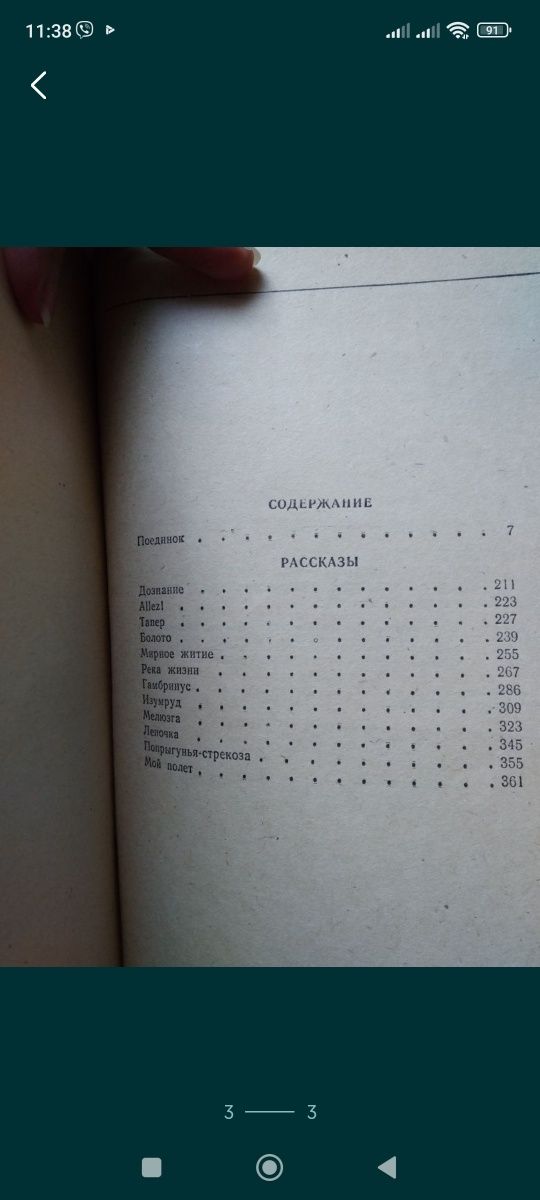 11:38
91
СОДЕРЖАНИЕ
Поединок . . . . . . . . . . . . . . 7
РАССКАЗЫ
Дознание . . . . . . . . . . . . . . 211
Allez! . . . . . . . . . . . . . . 223
Тапер . . . . . . . . . . . . . . 227
Болото . . . . . . . . . . . . . . 239
Мирное житие . . . . . . . . . . . . . 255
Река жизни . . . . . . . . . . . . . 267
Гамбринус . . . . . . . . . . . . . . 286
Изумруд . . . . . . . . . . . . . . 309
Мелюзга . . . . . . . . . . . . . . 323
Леночка . . . . . . . . . . . . . . 345
Попрыгунья-стрекоза . . . . . . . . . . . 355
Мой полет . . . . . . . . . . . . . . 361
3 — 3